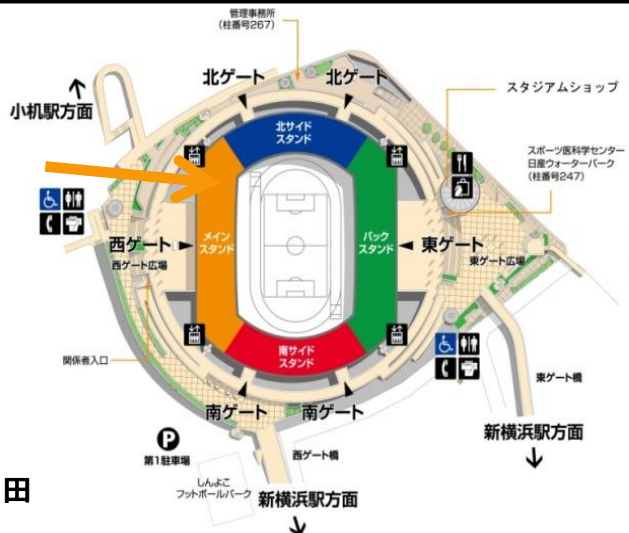 管理事務所
(柱番号267)
北ゲート
北ゲート
小机駅方面
スタジアムショップ
北サイド
スタンド
スポーツ医科学センター
日産ウォーターパーク
(柱番号247)
メイン
スタンド
バック
スタンド
西ゲート
西ゲート広場
東ゲート
東ゲート広場
南サイド
スタンド
関係者入口
南ゲート
南ゲート
東ゲート橋
新横浜駅方面
P
第1駐車場
西ゲート橋
しんよこ
フットボールパーク
新横浜駅方面
田